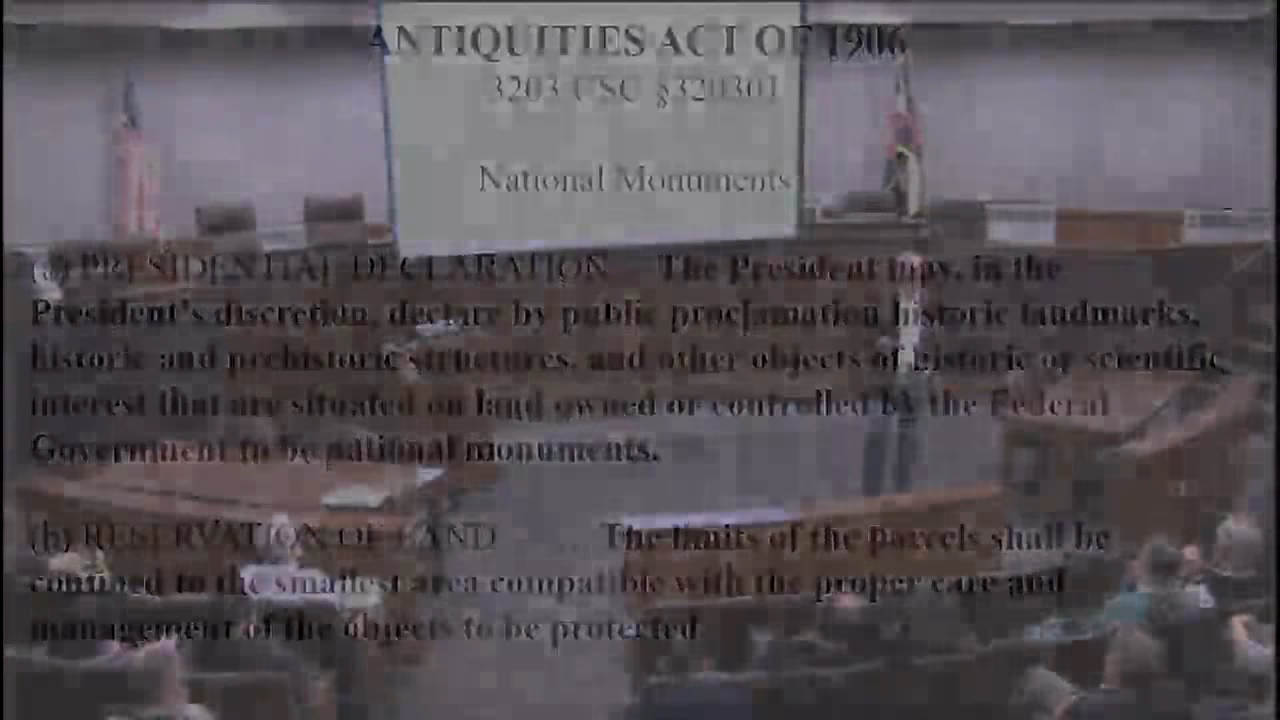 ANTIQUITIES ACT OF 1906
3203 USC §320301
National Monuments
(a) PRESIDENTIAL DECLARATION The President may, in the
President's discretion, declare by public proclamation historic landmarks,
historic and prehistoric structures, and other objects of historic or scientific
interest that are situated on land owned or controlled by the Federal
Government to be national monuments.
(b) RESERVATION OF LAND ... The limits of the parcels shall be
confined to the smallest area compatible with the proper care and
management of the objects to be protected